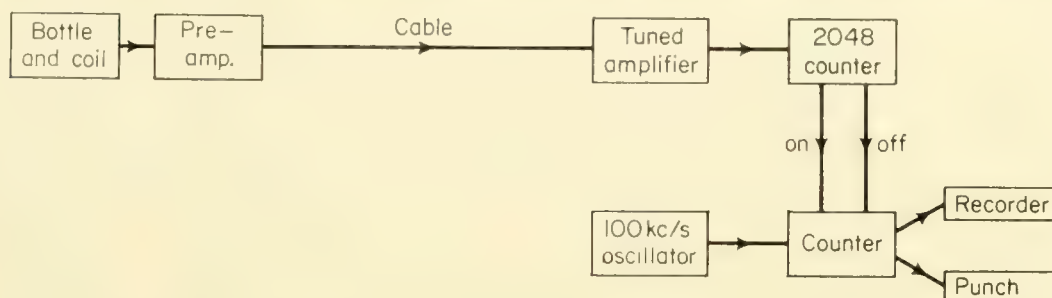 Bottle
and coil
Pre–
amp.
Cable
Tuned
amplifier
2048
counter
on
off
100 kc/s
oscillator
Counter
Recorder
Punch